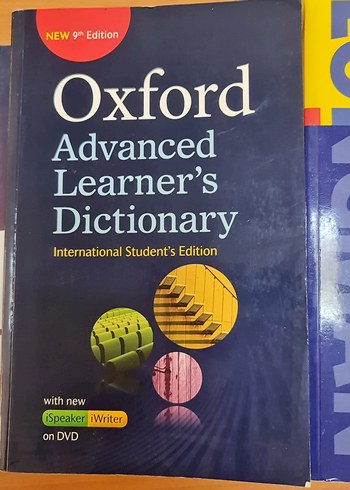 NEW 9th Edition
Oxford
Advanced
Learner's
Dictionary
International Student's Edition
with new
iSpeaker iWriter
on DVD